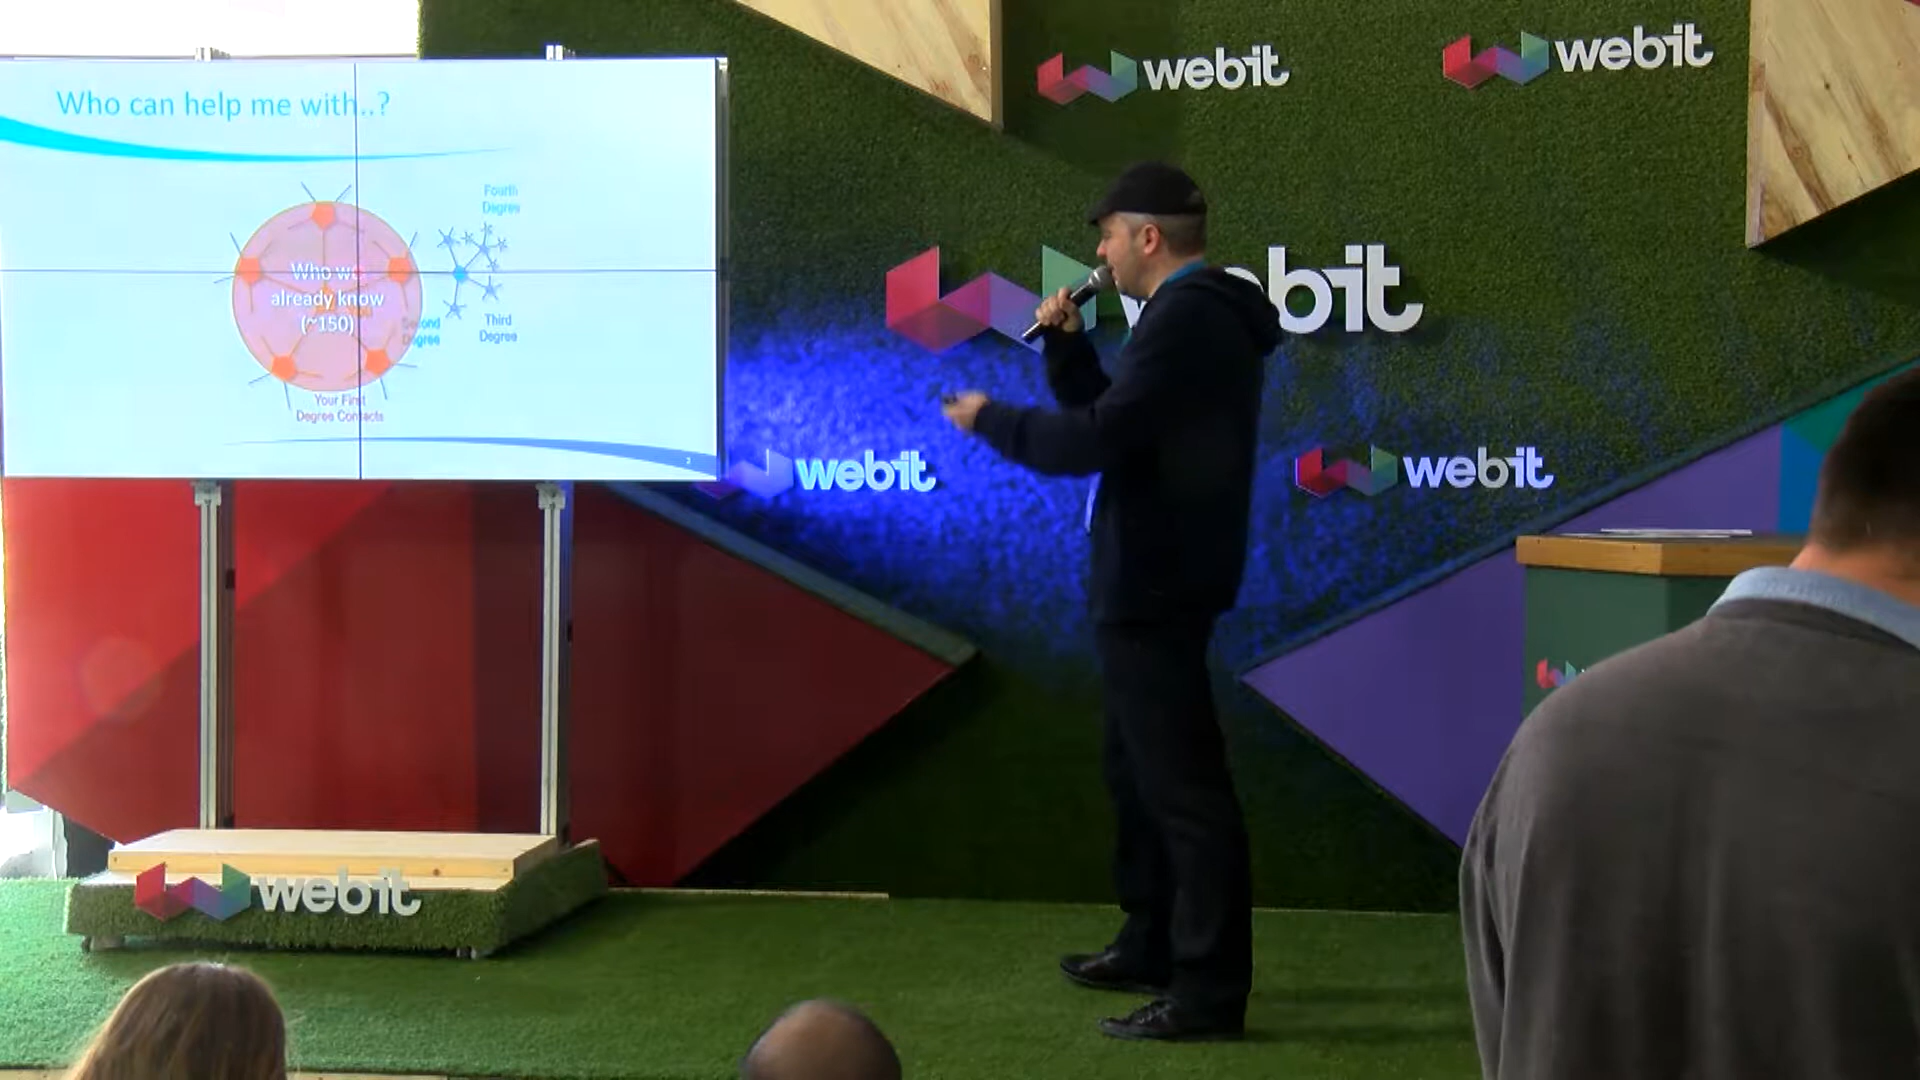 webit
webit
Who can help me with..?
Fourth
Degree
Who we
already know
(~150)
Second
Degree
Third
Degree
Your First
Degree Contacts
webit
webit
webit
webit